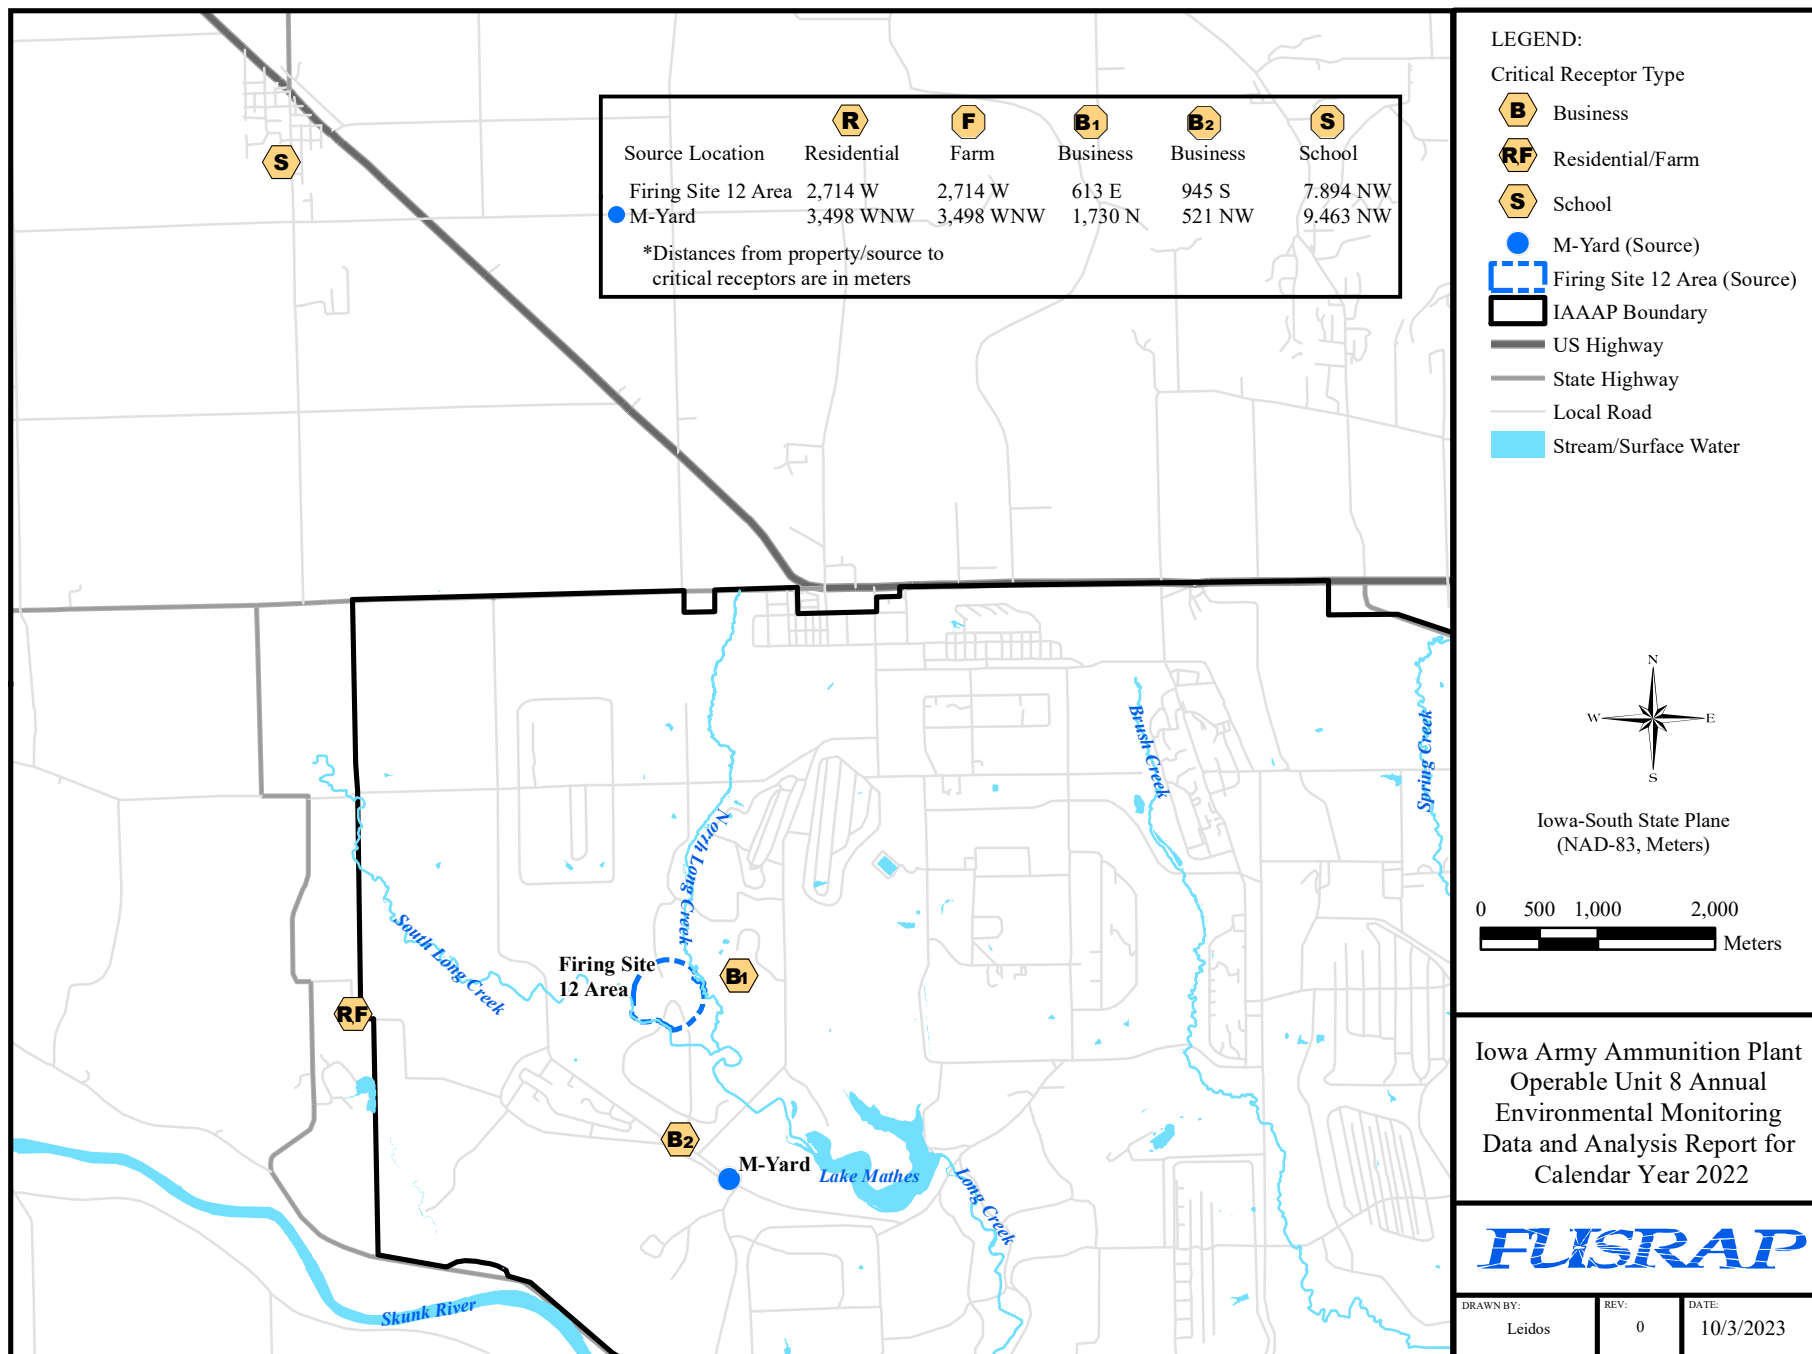 R F B1 B2 S
Source Location Residential Farm Business Business School
Firing Site 12 Area 2,714 W 2,714 W 613 E 945 S 7.894 NW
M-Yard 3,498 WNW 3,498 WNW 1,730 N 521 NW 9.463 NW
*Distances from property/source to
critical receptors are in meters
S
Brush Creek
Spring Creek
North Long Creek
South Long Creek
Firing Site
12 Area
B1
RF
B2
M-Yard
Lake Mathes
Long Creek
Skunk River
LEGEND:
Critical Receptor Type
B Business
RF Residential/Farm
S School
M-Yard (Source)
Firing Site 12 Area (Source)
IAAAP Boundary
US Highway
State Highway
Local Road
Stream/Surface Water
N
W E
S
Iowa-South State Plane
(NAD-83, Meters)
0 500 1,000 2,000
Meters
Iowa Army Ammunition Plant
Operable Unit 8 Annual
Environmental Monitoring
Data and Analysis Report for
Calendar Year 2022
FUSRAP
DRAWN BY: REV: DATE:
Leidos 0 10/3/2023